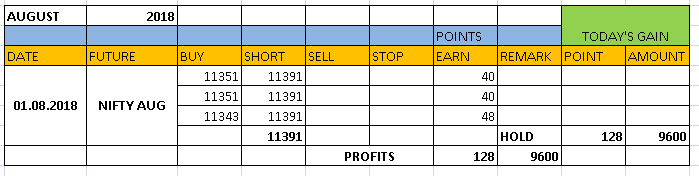 AUGUST 2018
POINTS TODAY'S GAIN
DATE FUTURE BUY SHORT SELL STOP EARN REMARK POINT AMOUNT
11351 11391 40
01.08.2018 NIFTY AUG 11351 11391 40
11343 11391 48
11391 HOLD 128 9600
PROFITS 128 9600